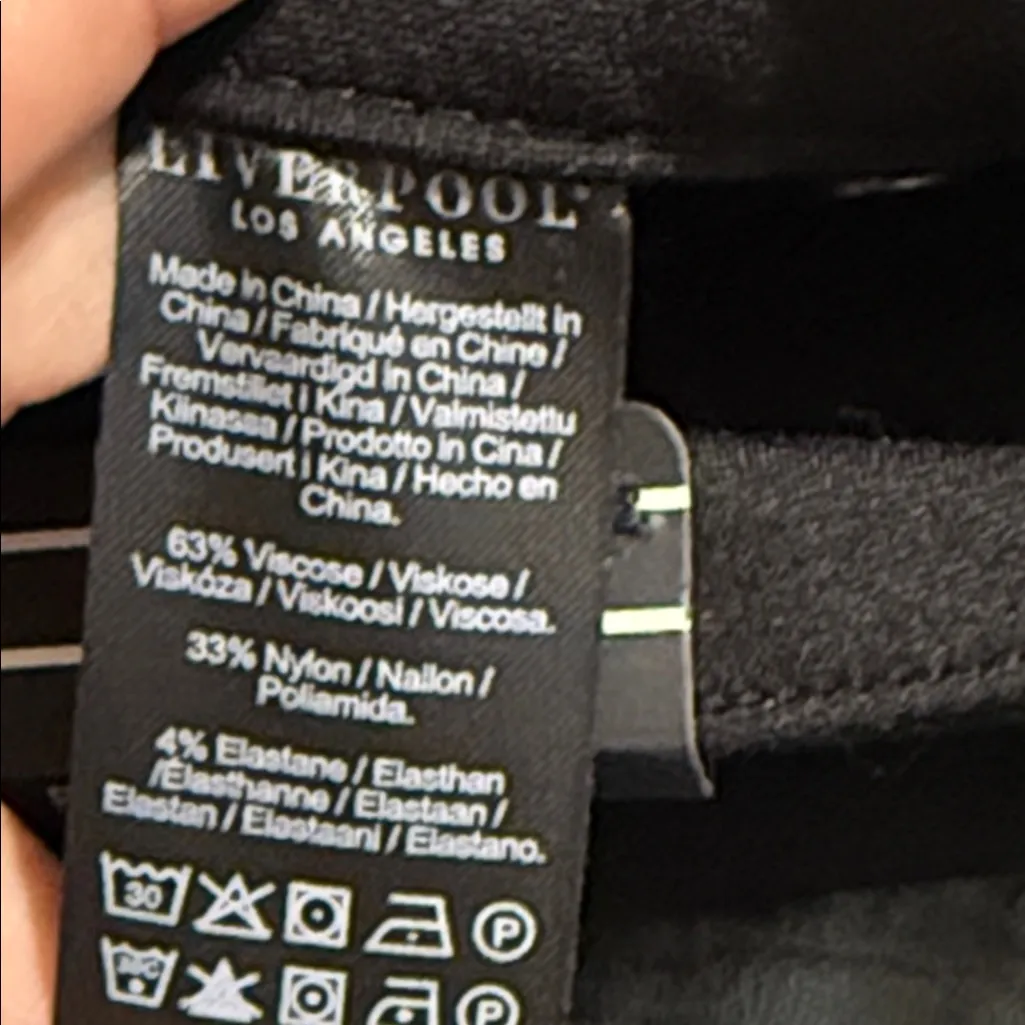 LIVERPOOL
LOS ANGELES
Made in China / Hergestellt in
China / Fabriqué en Chine /
Vervaardigd in China /
Fremstillet i Kina / Valmistettu
Kiinassa / Prodotto in Cina /
Produsert i Kina / Hecho en
China.
63% Viscose / Viskose /
Viskóza / Viskoosi / Viscosa.
33% Nylon / Nailon /
Poliamida.
4% Elastane / Elasthan
/Élasthanne / Elastaan /
Elastan / Elastaani / Elastano.
30 P
P